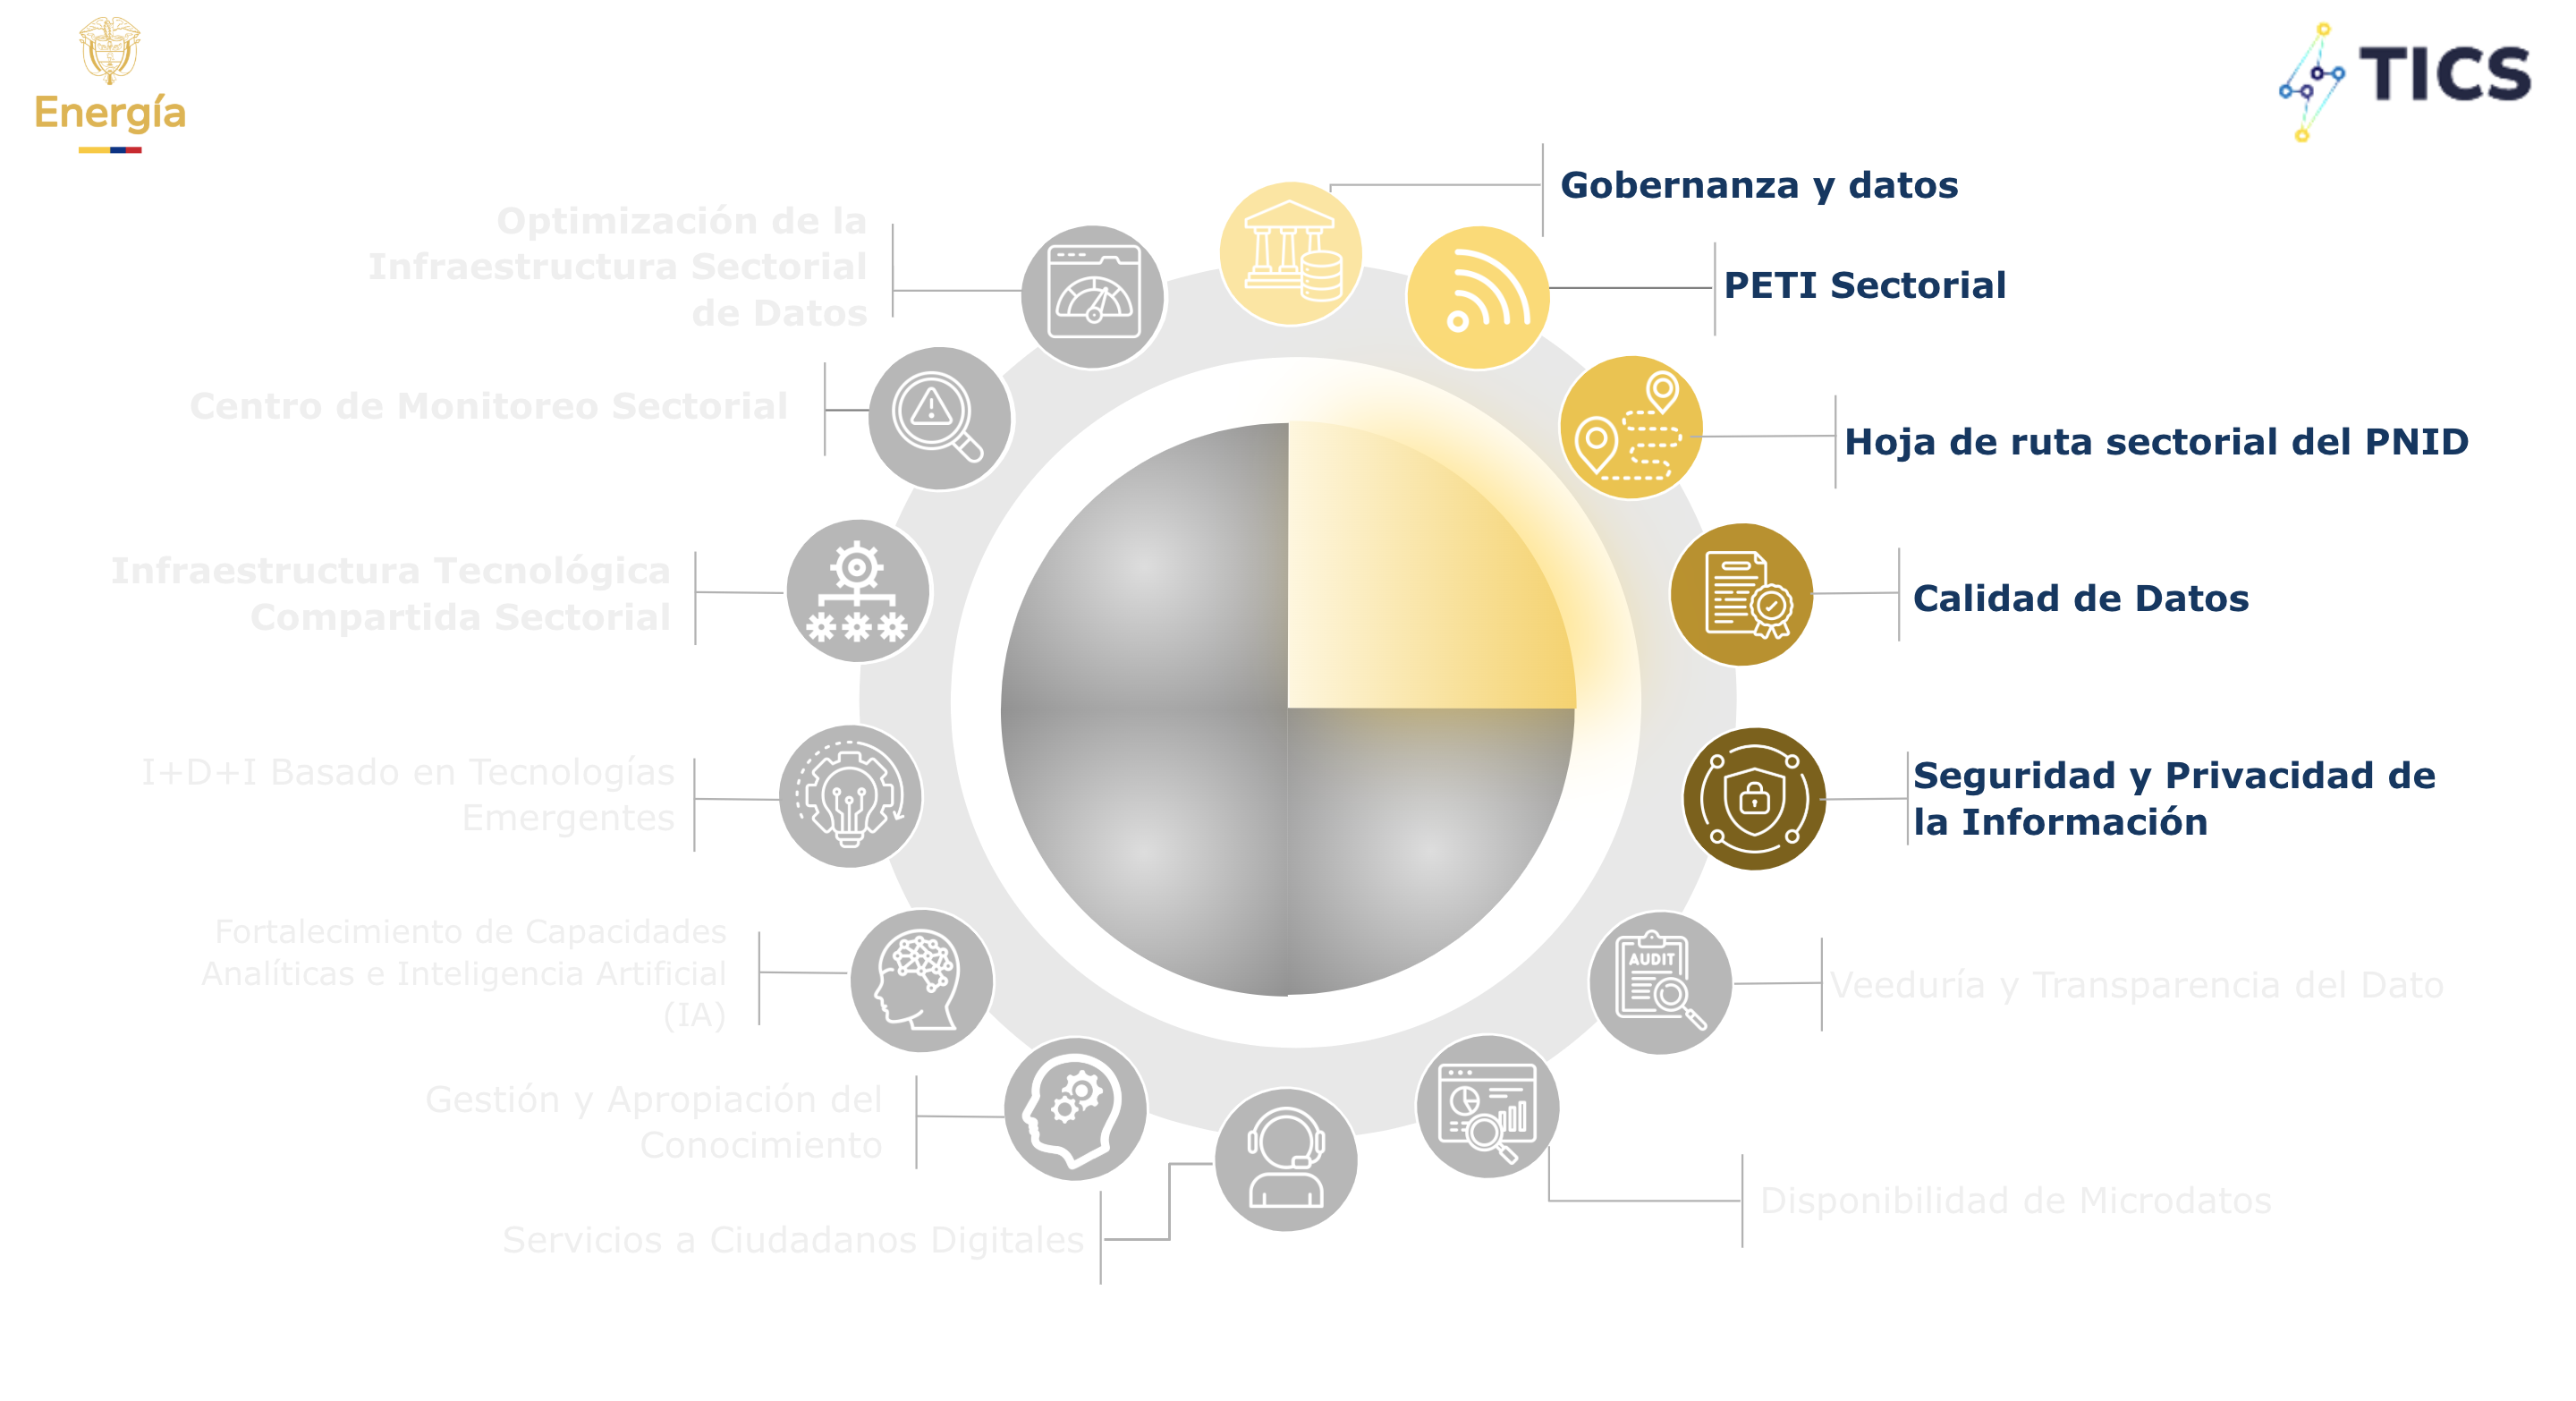 Energía
TICS
Gobernanza y datos
PETI Sectorial
Hoja de ruta sectorial del PNID
Calidad de Datos
Seguridad y Privacidad de
la Información
AUDIT
Veeduría y Transparencia del Dato
Disponibilidad de Microdatos
Servicios a Ciudadanos Digitales
Gestión y Apropiación del
Conocimiento
Fortalecimiento de Capacidades
Analíticas e Inteligencia Artificial
(IA)
I+D+I Basado en Tecnologías
Emergentes
Infraestructura Tecnológica
Compartida Sectorial
Centro de Monitoreo Sectorial
Optimización de la
Infraestructura Sectorial
de Datos